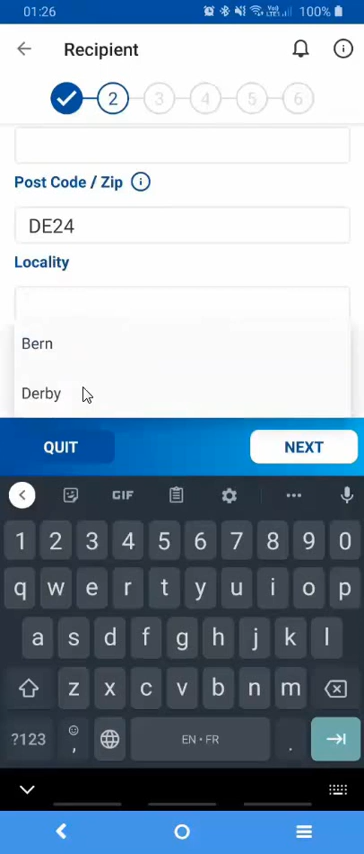 01:26
100%
Recipient
2 3 4 5 6
Post Code / Zip
DE24
Locality
Bern
Derby
QUIT NEXT
GIF
1 2 3 4 5 6 7 8 9 0
q w e r t y u i o p
a s d f g h j k l
z x c v b n m
?123 , EN • FR .